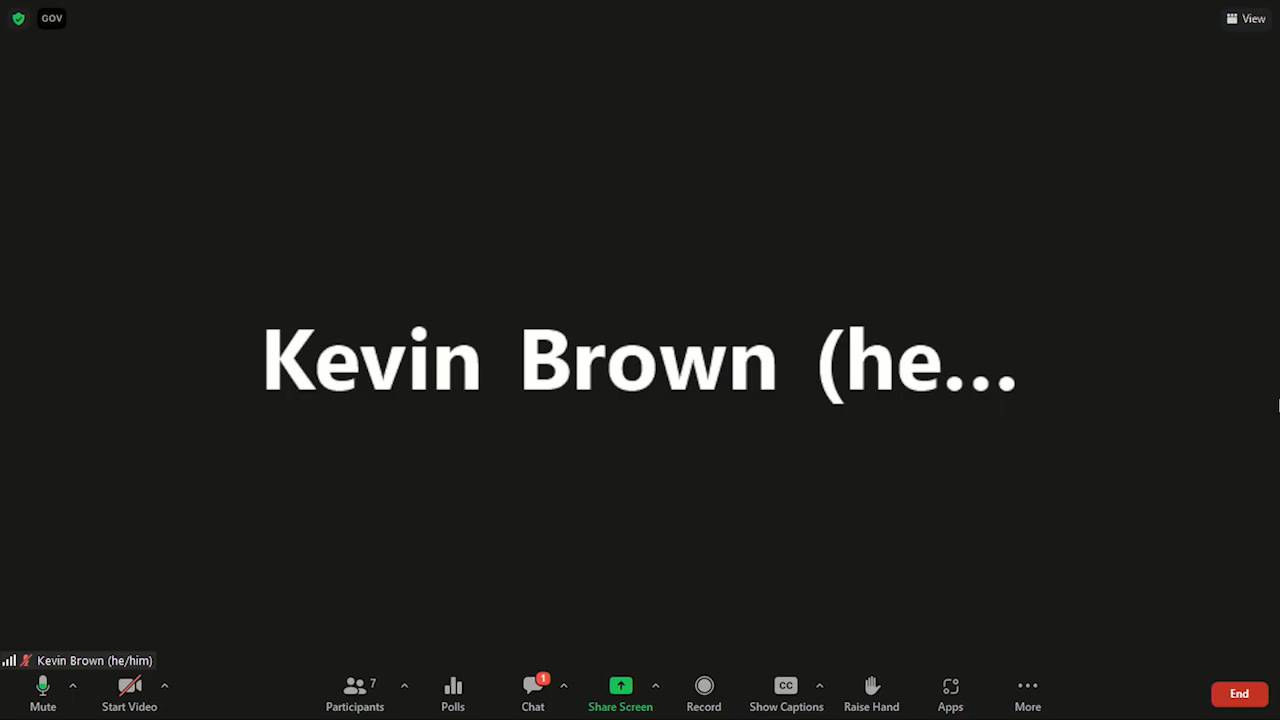 GOV
View
Kevin Brown (he...
Kevin Brown (he/him)
7
1
CC
Mute
Start Video
Participants
Polls
Chat
Share Screen
Record
Show Captions
Raise Hand
Apps
More
End